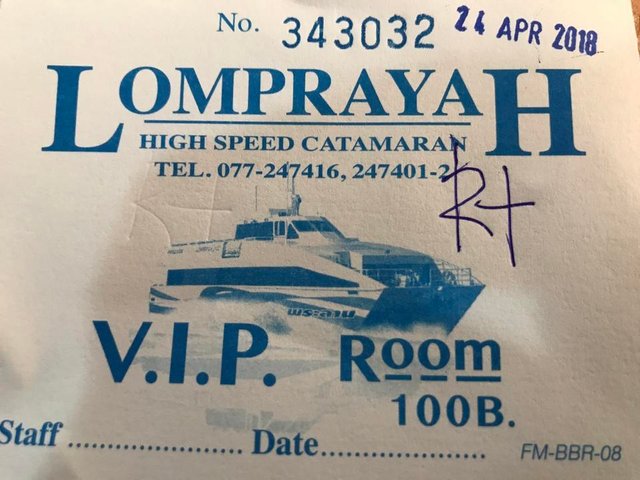 No. 343032 24 APR 2018
LOMPRAYAH
HIGH SPEED CATAMARAN
TEL. 077-247416, 247401-2
V.I.P. ROOM
100B.
Staff ..................... Date.........................
FM-BBR-08